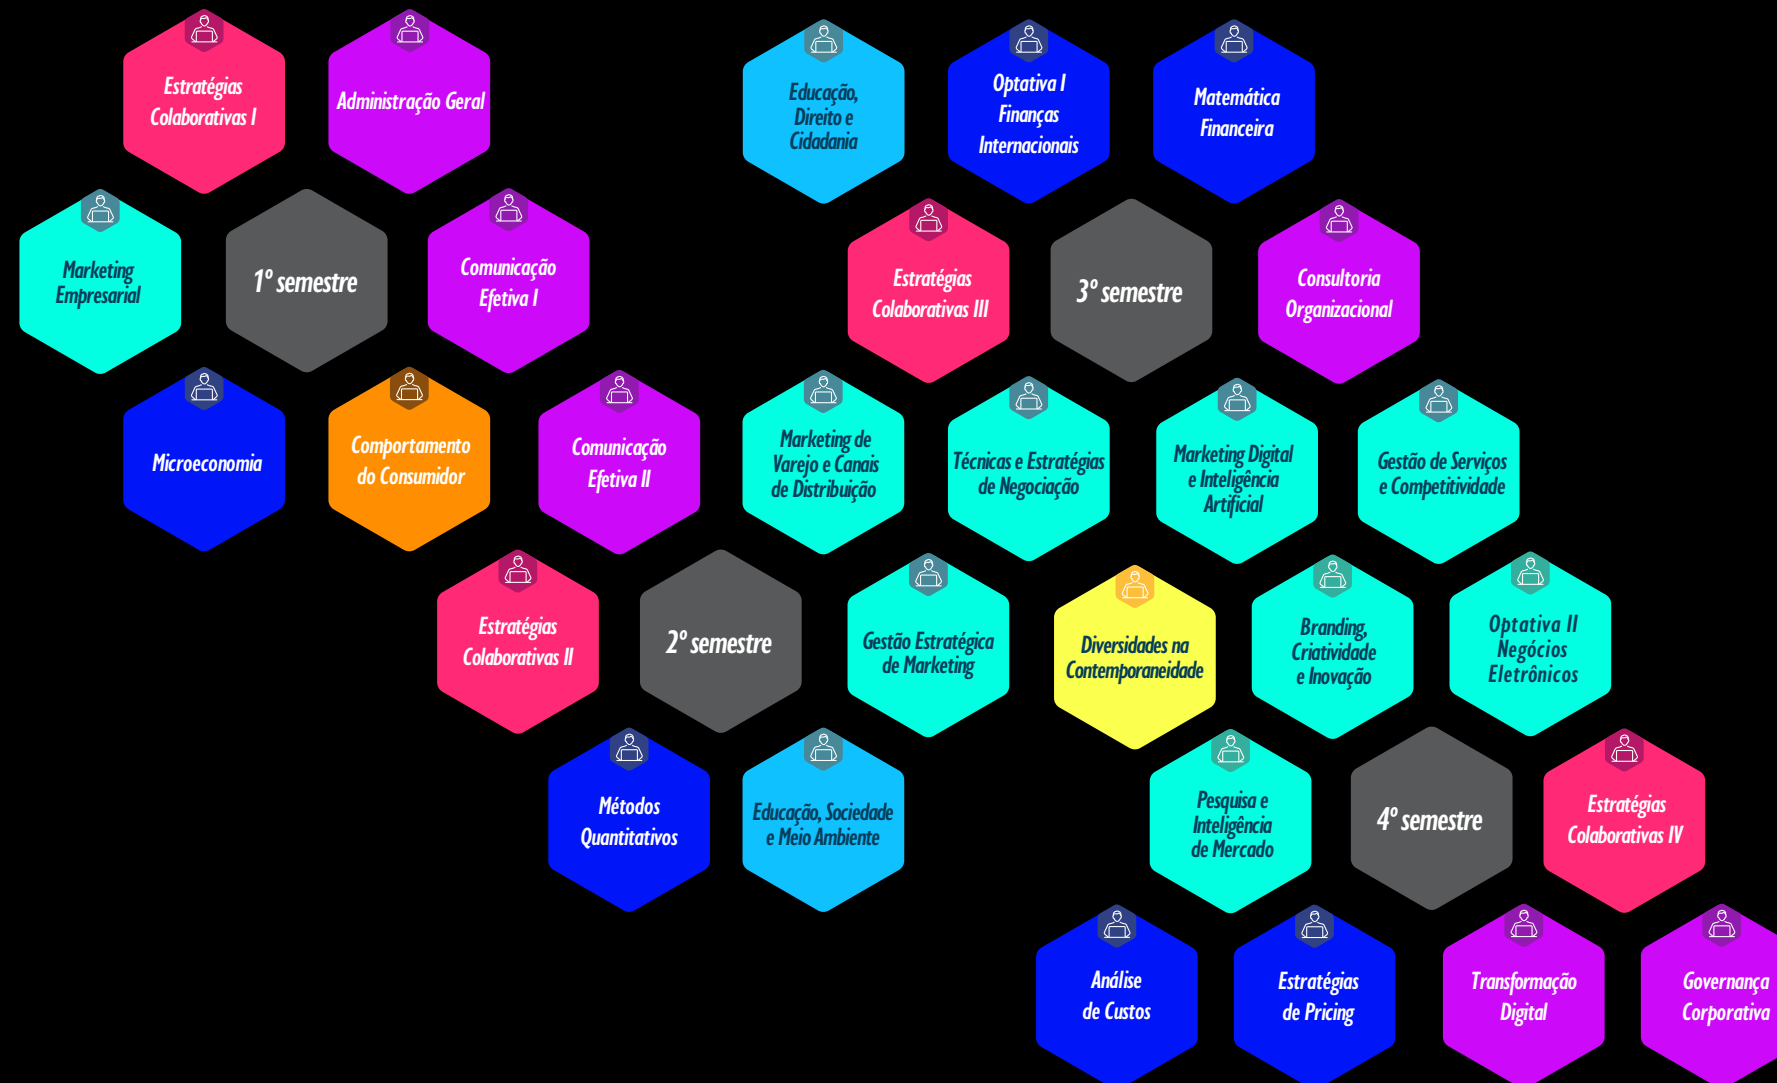 Estratégias
Colaborativas I
Administração Geral
Marketing
Empresarial
1º semestre
Comunicação
Efetiva I
Microeconomia
Comportamento
do Consumidor
Educação,
Direito e
Cidadania
Optativa I
Finanças
Internacionais
Matemática
Financeira
Estratégias
Colaborativas III
3º semestre
Consultoria
Organizacional
Comunicação
Efetiva II
Marketing de
Varejo e Canais
de Distribuição
Técnicas e Estratégias
de Negociação
Marketing Digital
e Inteligência
Artificial
Gestão de Serviços
e Competitividade
Estratégias
Colaborativas II
2º semestre
Gestão Estratégica
de Marketing
Diversidades na
Contemporaneidade
Branding,
Criatividade
e Inovação
Optativa II
Negócios
Eletrônicos
Métodos
Quantitativos
Educação, Sociedade
e Meio Ambiente
Pesquisa e
Inteligência
de Mercado
4º semestre
Estratégias
Colaborativas IV
Análise
de Custos
Estratégias
de Pricing
Transformação
Digital
Governança
Corporativa